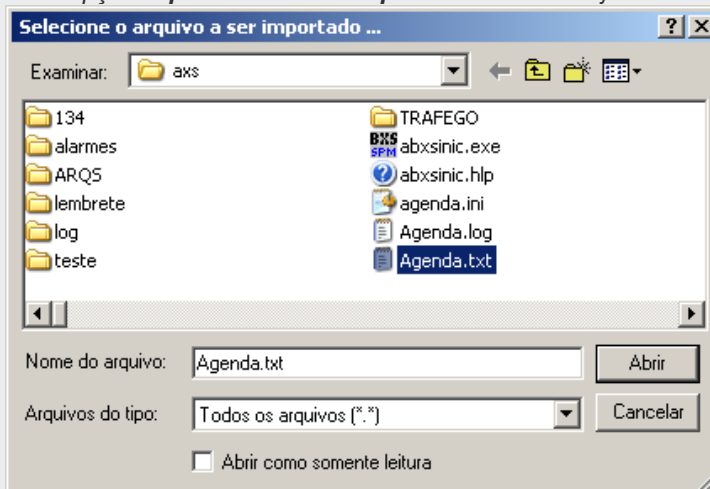 Selecione o arquivo a ser importado ...
Examinar: axs
134
alarmes
ARQS
lembrete
log
teste
TRAFEGO
BXS
SPM
abxsinic.exe
abxsinic.hlp
agenda.ini
Agenda.log
Agenda.txt
Nome do arquivo: Agenda.txt Abrir
Arquivos do tipo: Todos os arquivos (*.*) Cancelar
Abrir como somente leitura